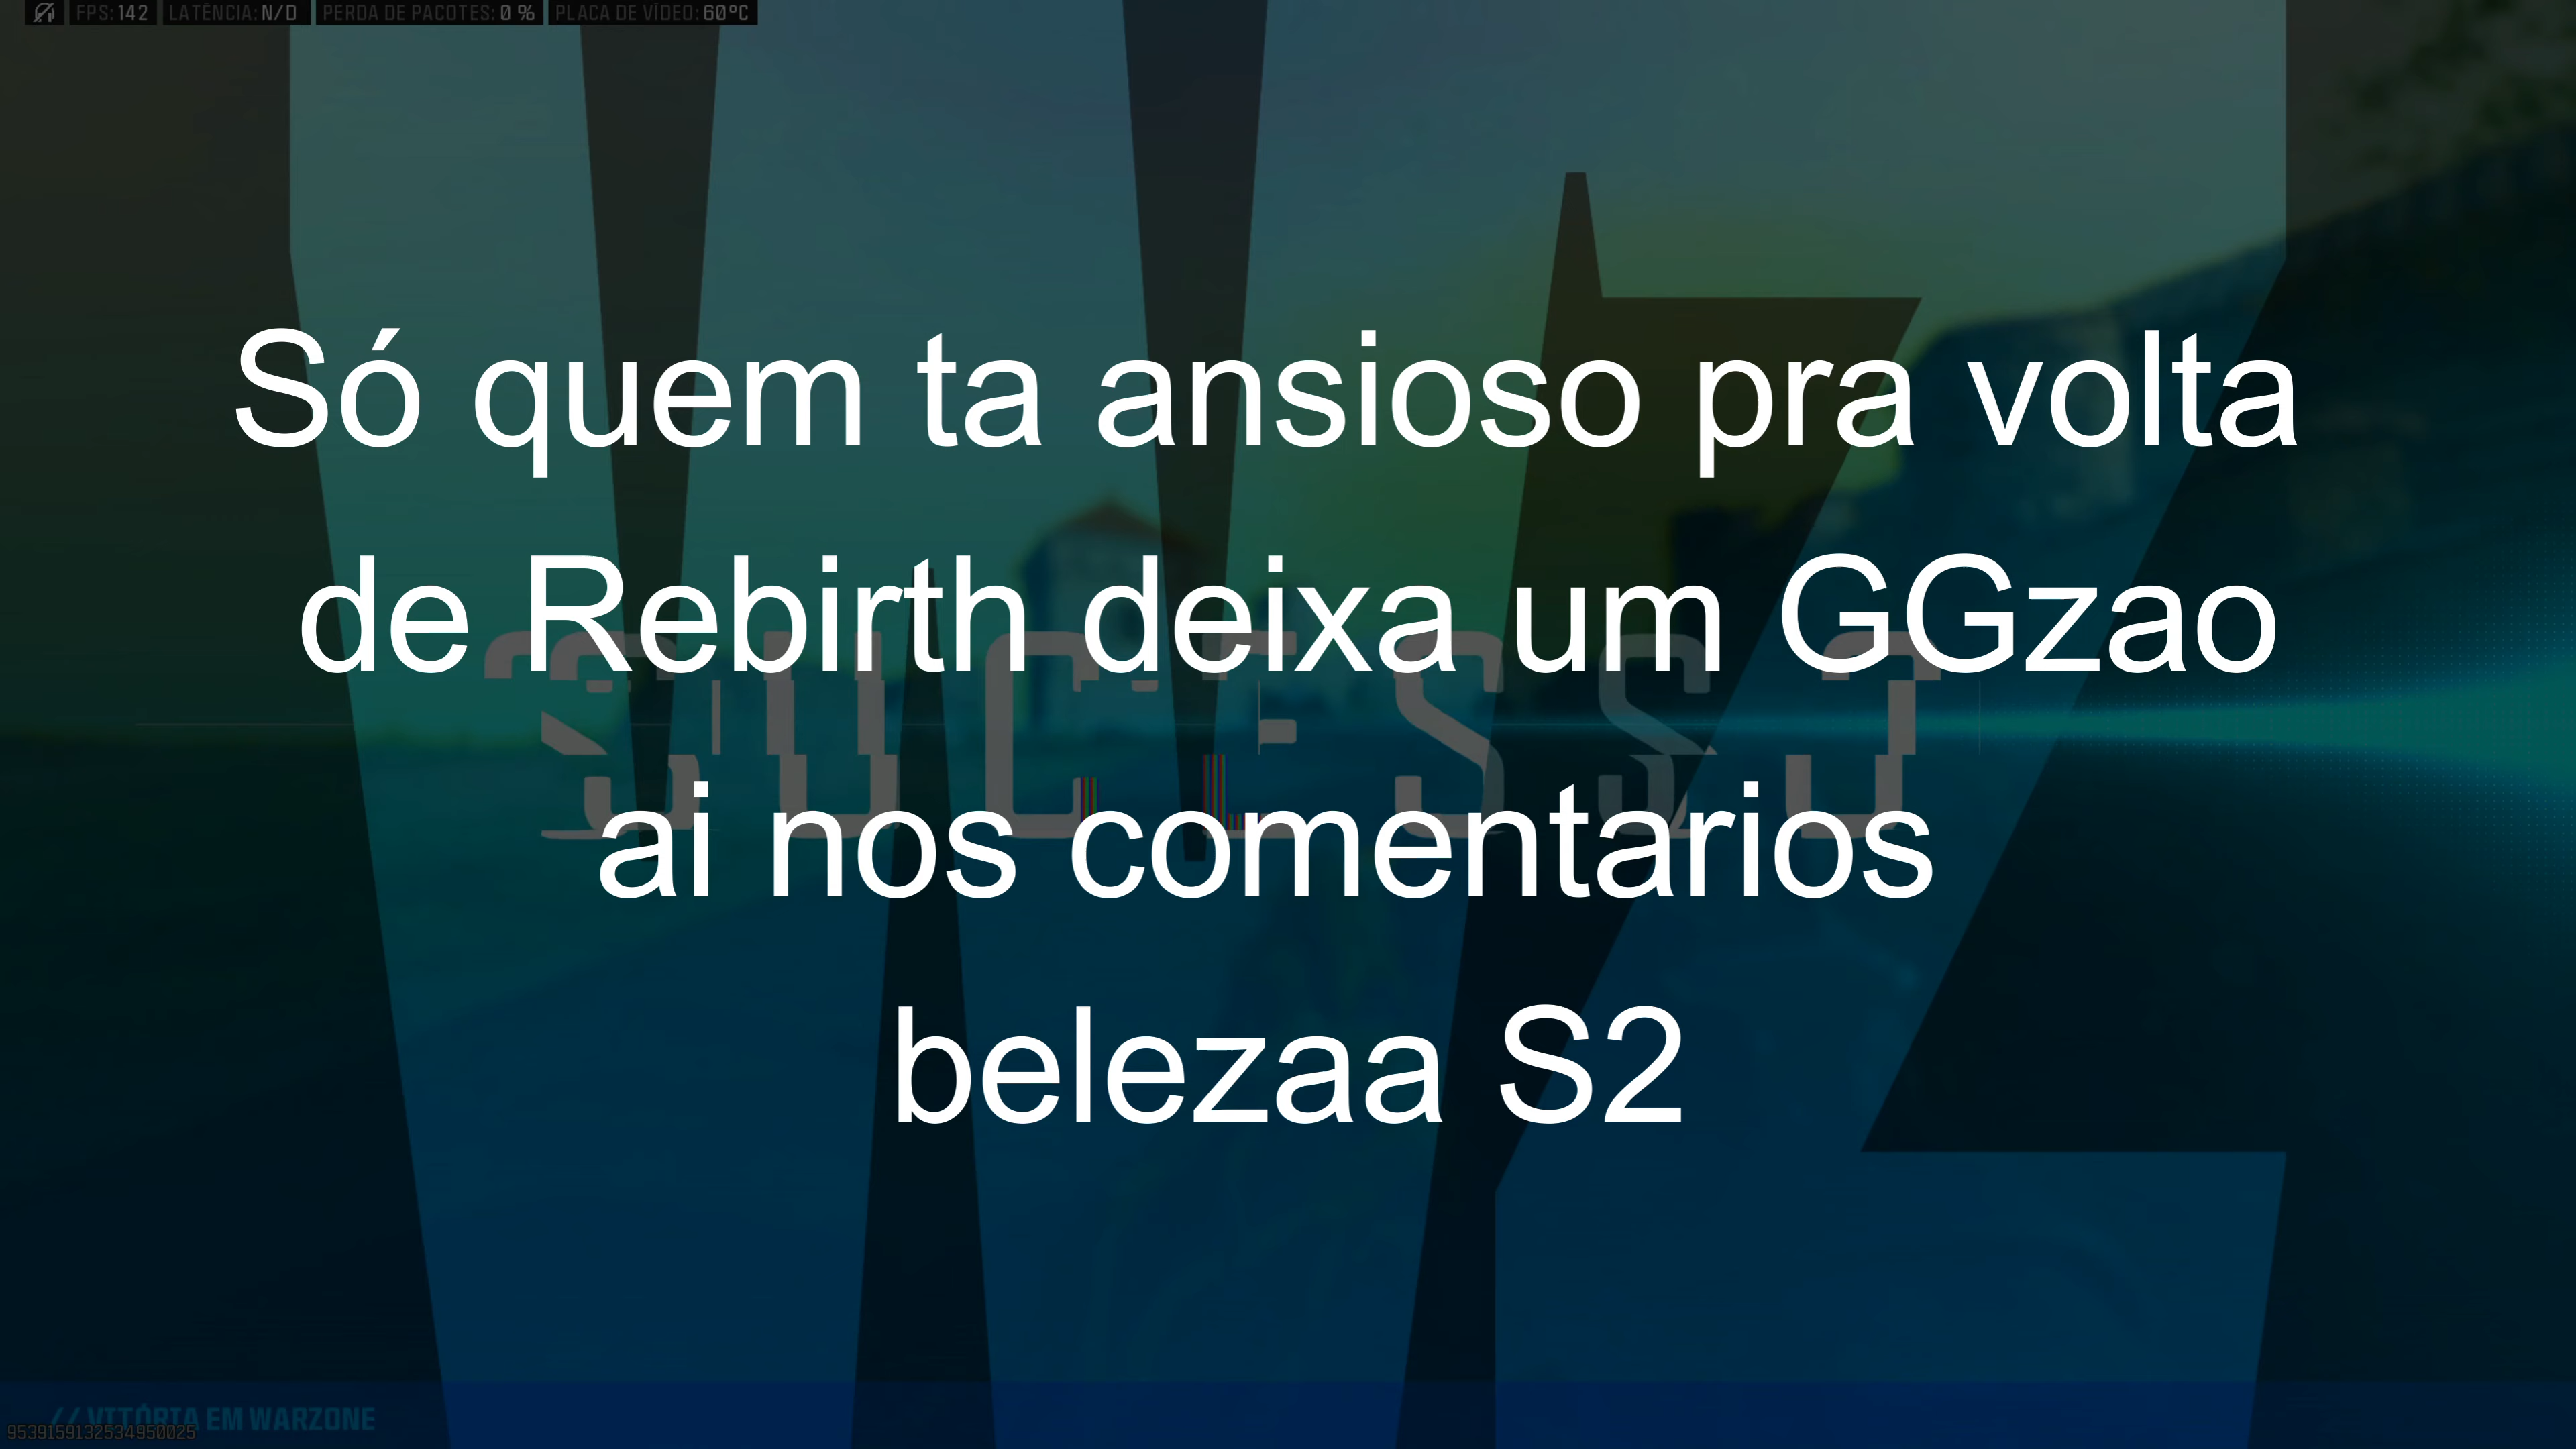 FPS: 142 LATÊNCIA: N/D PERDA DE PACOTES: 0 % PLACA DE VÍDEO: 60°C
Só quem ta ansioso pra volta
de Rebirth deixa um GGzao
SUCESSO
ai nos comentarios
belezaa S2
// VITÓRIA EM WARZONE
9539159132534950025